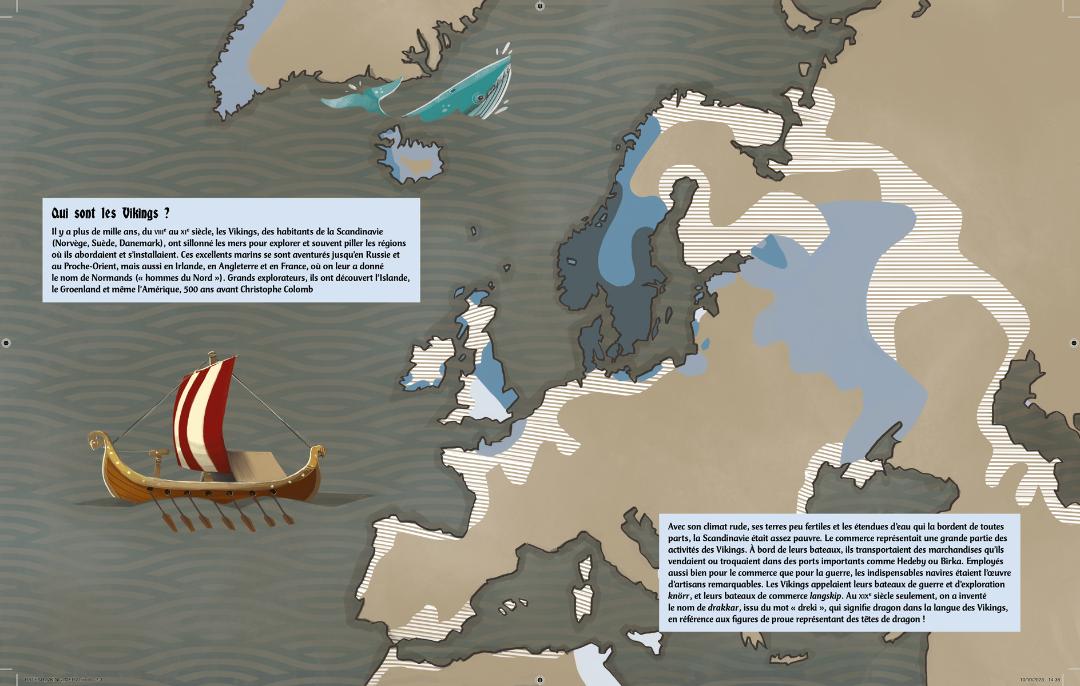 Qui sont les Vikings ?
Il y a plus de mille ans, du VIIIe au XIe siècle, les Vikings, des habitants de la Scandinavie
(Norvège, Suède, Danemark), ont sillonné les mers pour explorer et souvent piller les régions
où ils abordaient et s'installaient. Ces excellents marins se sont aventurés jusqu'en Russie et
au Proche-Orient, mais aussi en Irlande, en Angleterre et en France, où on leur a donné
le nom de Normands (« hommes du Nord »). Grands explorateurs, ils ont découvert l'Islande,
le Groenland et même l'Amérique, 500 ans avant Christophe Colomb
Avec son climat rude, ses terres peu fertiles et les étendues d'eau qui la bordent de toutes
parts, la Scandinavie était assez pauvre. Le commerce représentait une grande partie des
activités des Vikings. À bord de leurs bateaux, ils transportaient des marchandises qu'ils
vendaient ou troquaient dans des ports importants comme Hedeby ou Birka. Employés
aussi bien pour le commerce que pour la guerre, les indispensables navires étaient l'œuvre
d'artisans remarquables. Les Vikings appelaient leurs bateaux de guerre et d'exploration
knörr, et leurs bateaux de commerce langskip. Au XIXe siècle seulement, on a inventé
le nom de drakkar, issu du mot « dreki », qui signifie dragon dans la langue des Vikings,
en référence aux figures de proue représentant des têtes de dragon !